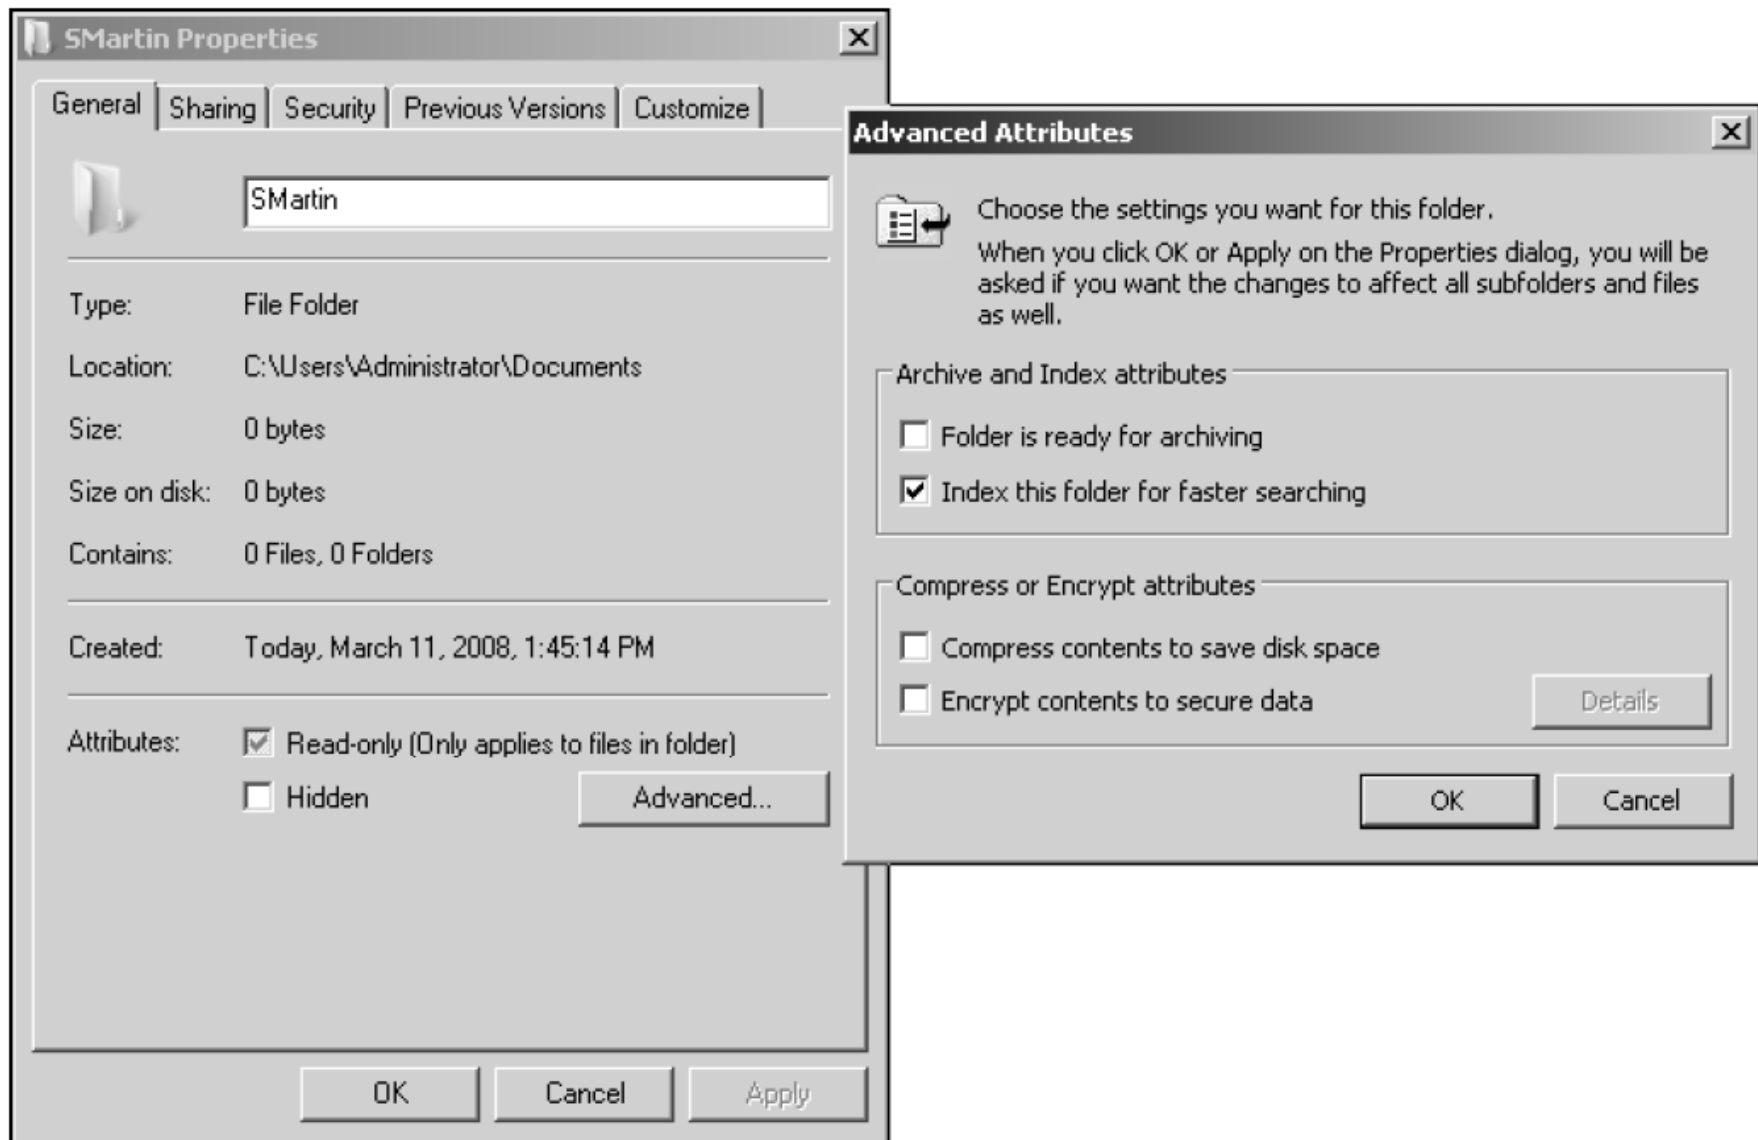 SMartin Properties
General Sharing Security Previous Versions Customize
SMartin
Type: File Folder
Location: C:\Users\Administrator\Documents
Size: 0 bytes
Size on disk: 0 bytes
Contains: 0 Files, 0 Folders
Created: Today, March 11, 2008, 1:45:14 PM
Attributes: Read-only (Only applies to files in folder)
Hidden Advanced...
OK Cancel Apply
Advanced Attributes
Choose the settings you want for this folder.
When you click OK or Apply on the Properties dialog, you will be
asked if you want the changes to affect all subfolders and files
as well.
Archive and Index attributes
Folder is ready for archiving
Index this folder for faster searching
Compress or Encrypt attributes
Compress contents to save disk space
Encrypt contents to secure data Details
OK Cancel